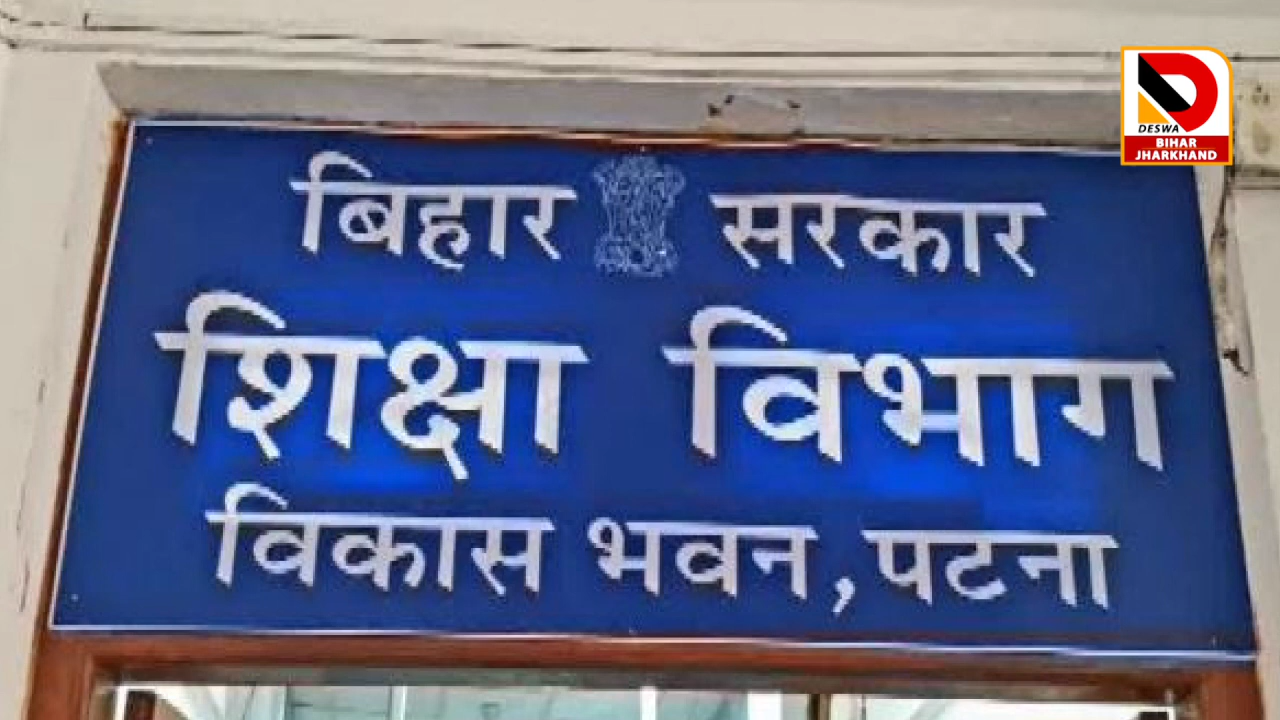 बिहार सरकार
शिक्षा विभाग
विकास भवन, पटना
DESWA
BIHAR
JHARKHAND